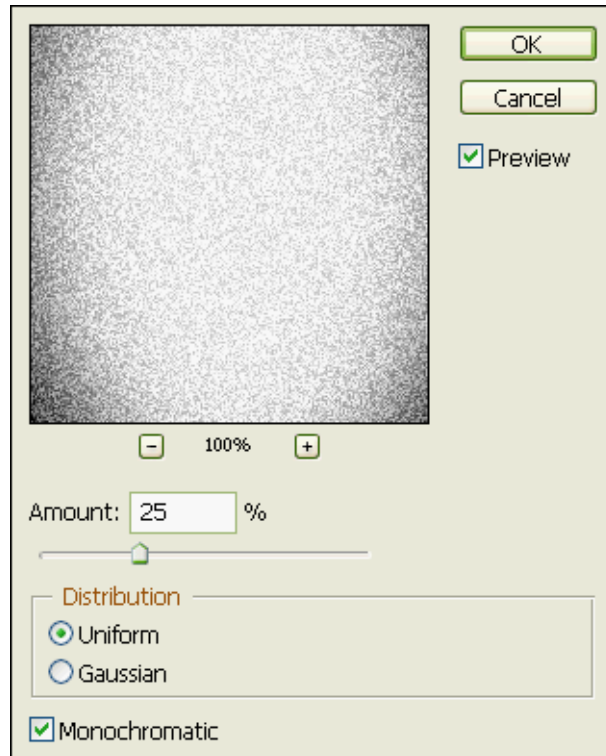 OK
Cancel
Preview
- 100% +
Amount: 25 %
Distribution
Uniform
Gaussian
Monochromatic